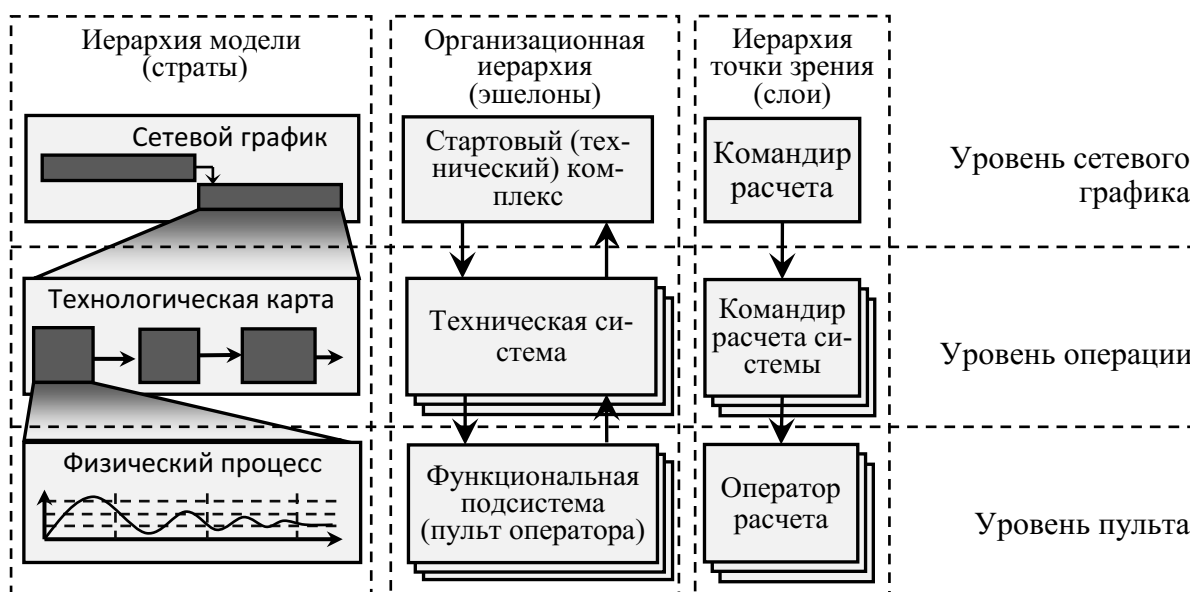 Иерархия модели
(страты)
Организационная
иерархия
(эшелоны)
Иерархия
точки зрения
(слои)
Сетевой график
Стартовый (тех-
нический) ком-
плекс
Командир
расчета
Уровень сетевого
графика
Технологическая карта
Техническая си-
стема
Командир
расчета си-
стемы
Уровень операции
Физический процесс
Функциональная
подсистема
(пульт оператора)
Оператор
расчета
Уровень пульта